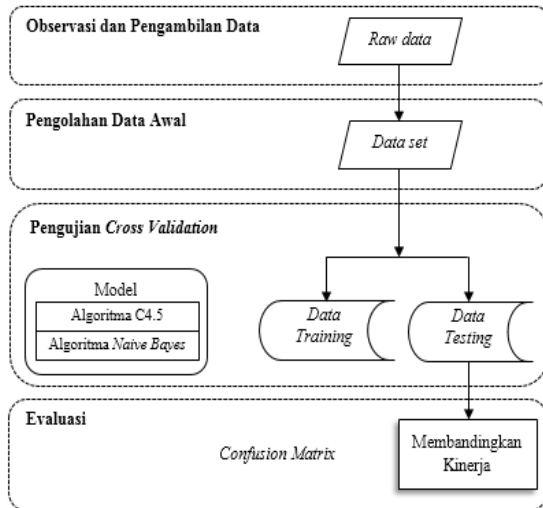 Observasi dan Pengambilan Data
Raw data
Pengolahan Data Awal
Data set
Pengujian Cross Validation
Model
Algoritma C4.5
Algoritma Naive Bayes
Data
Training
Data
Testing
Evaluasi
Confusion Matrix
Membandingkan
Kinerja